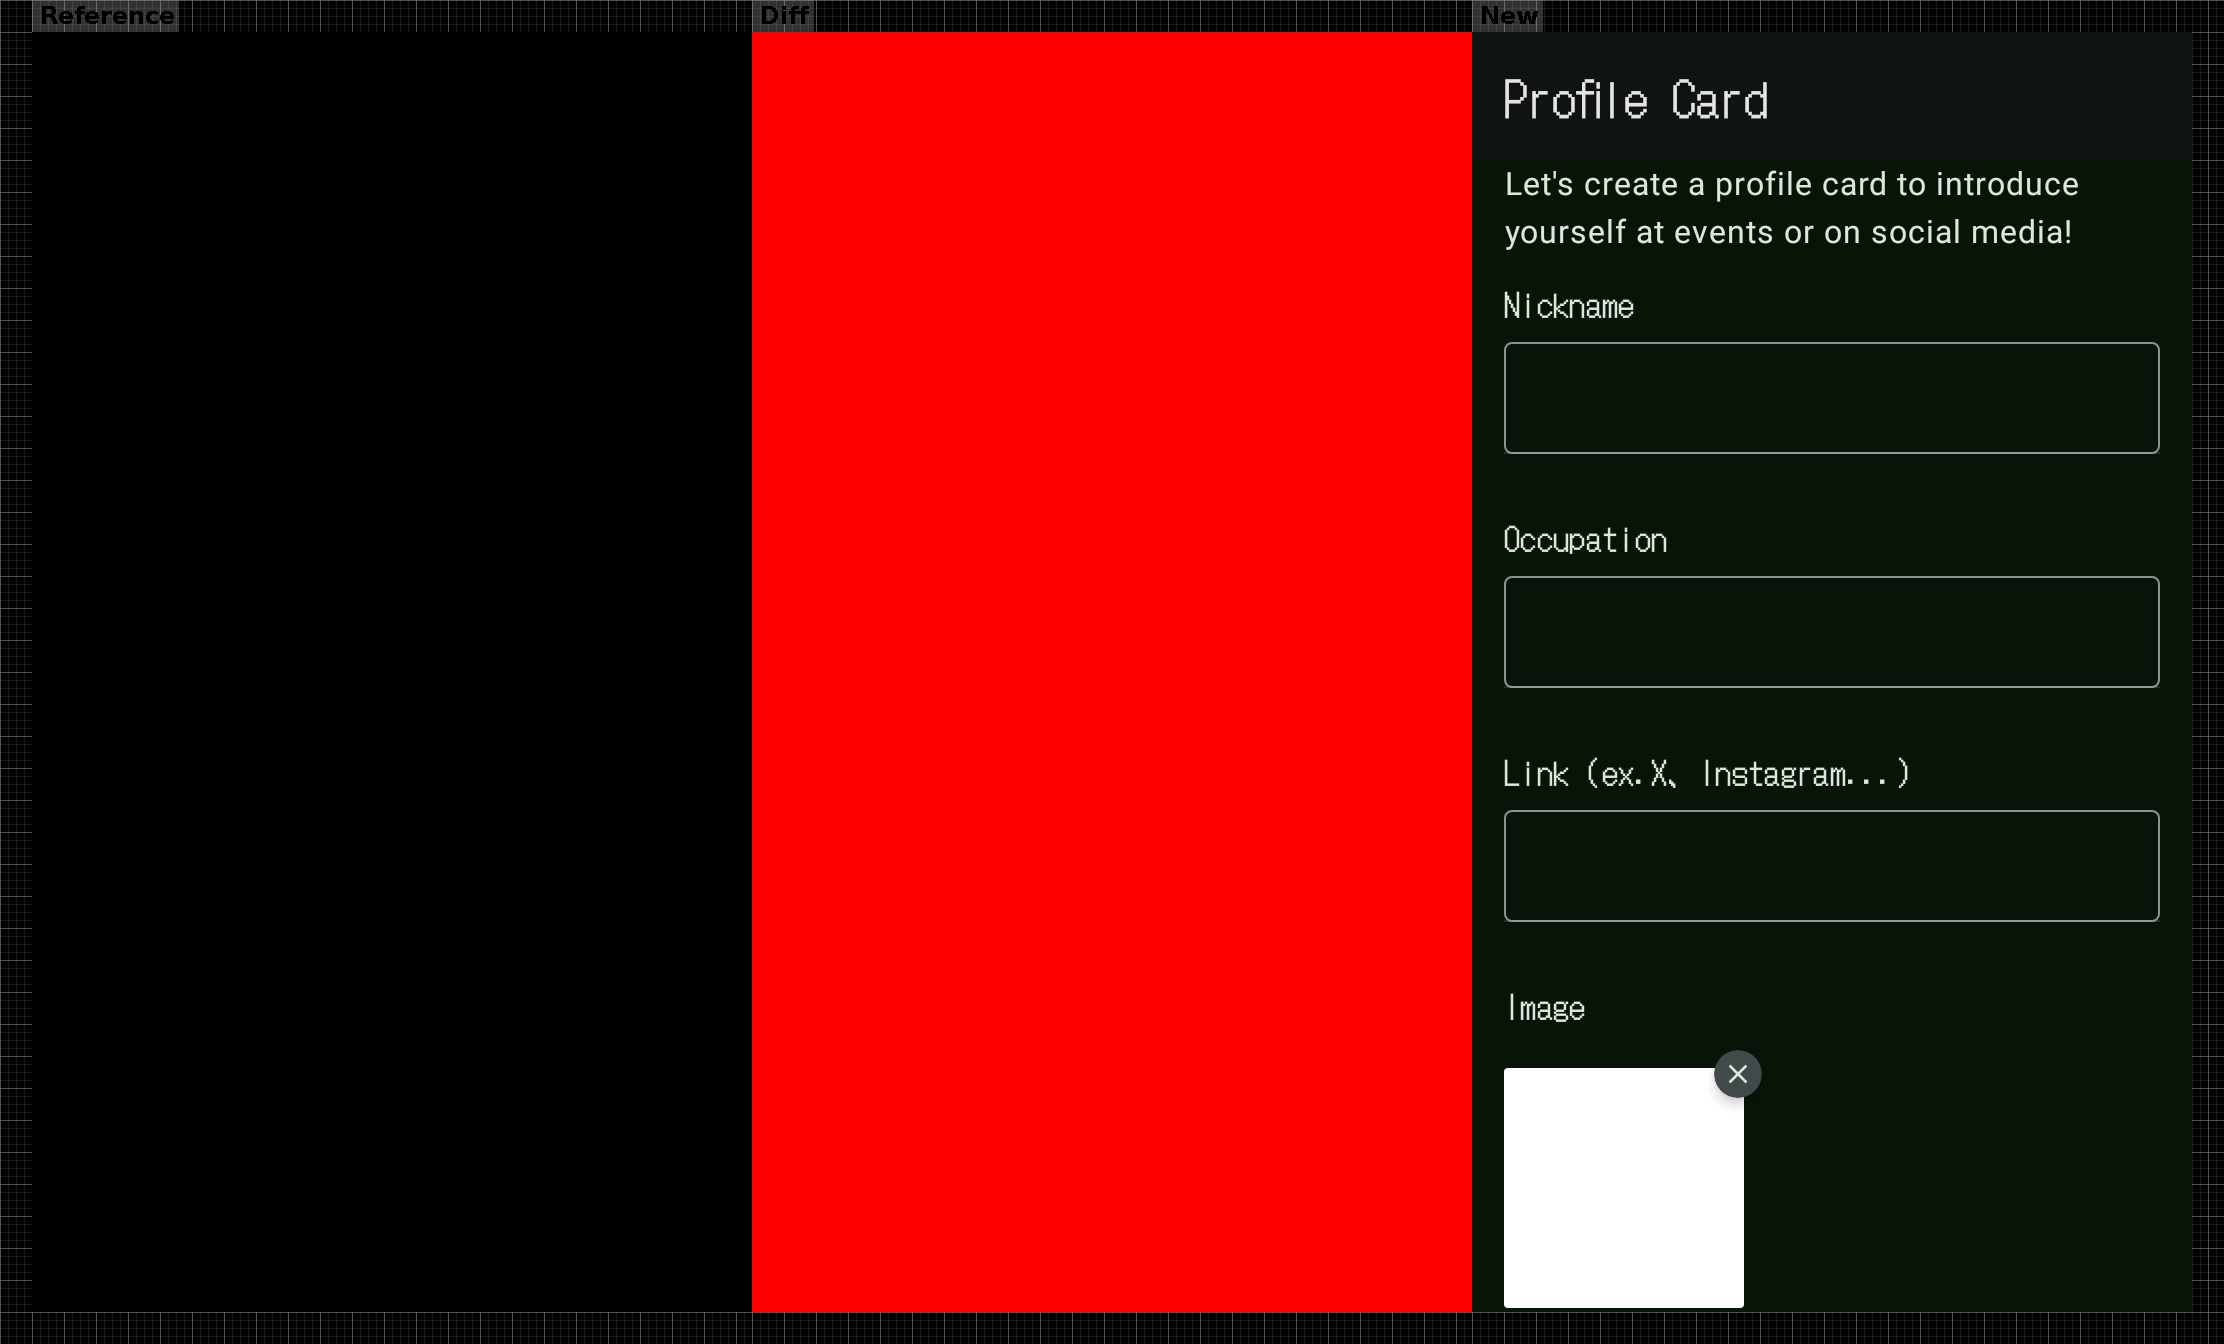 Reference
Diff
New
Profile Card
Let's create a profile card to introduce
yourself at events or on social media!
Nickname
Occupation
Link (ex.X、Instagram...)
Image